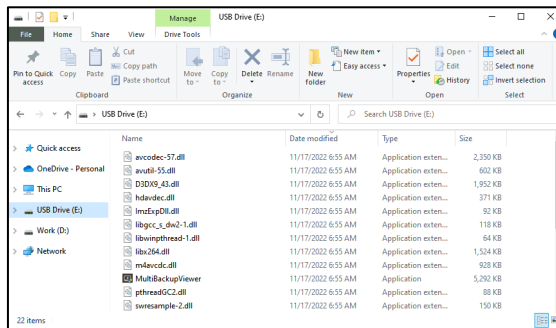 Manage USB Drive (E:)
File Home Share View Drive Tools
Pin to Quick access
Copy
Paste
Cut
Copy path
Paste shortcut
Clipboard
Move to
Copy to
Delete
Rename
Organize
New folder
New item
Easy access
New
Properties
Open
Edit
History
Open
Select all
Select none
Invert selection
Select
USB Drive (E:)
Search USB Drive (E:)
Quick access
OneDrive - Personal
This PC
USB Drive (E:)
Work (D:)
Network
Name Date modified Type Size
avcodec-57.dll 11/17/2022 6:55 AM Application exten... 2,350 KB
avutil-55.dll 11/17/2022 6:55 AM Application exten... 602 KB
D3DX9_43.dll 11/17/2022 6:55 AM Application exten... 1,952 KB
hdavdec.dll 11/17/2022 6:55 AM Application exten... 371 KB
ImzExpDll.dll 11/17/2022 6:55 AM Application exten... 92 KB
libgcc_s_dw2-1.dll 11/17/2022 6:55 AM Application exten... 118 KB
libwinpthread-1.dll 11/17/2022 6:55 AM Application exten... 64 KB
libx264.dll 11/17/2022 6:55 AM Application exten... 1,524 KB
m4avcdc.dll 11/17/2022 6:55 AM Application exten... 928 KB
MultiBackupViewer 11/17/2022 6:55 AM Application 5,292 KB
pthreadGC2.dll 11/17/2022 6:55 AM Application exten... 88 KB
swresample-2.dll 11/17/2022 6:55 AM Application exten... 150 KB
22 items